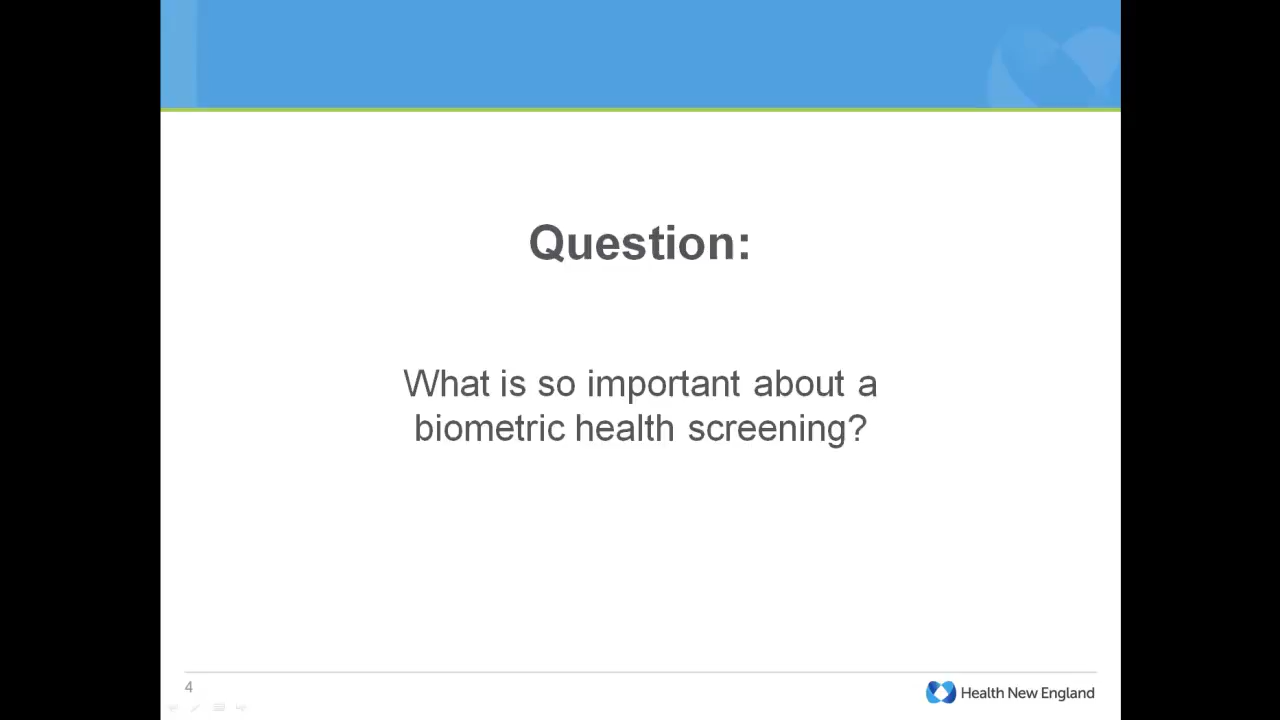 Question:
What is so important about a
biometric health screening?
4
Health New England